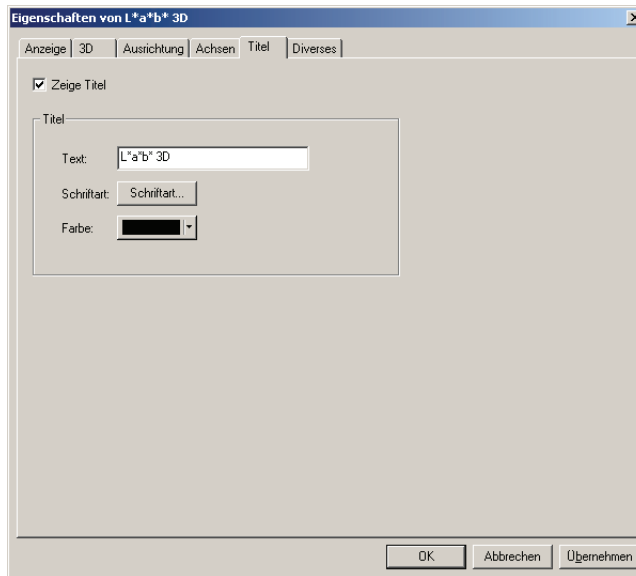 Eigenschaften von L*a*b* 3D
Anzeige 3D Ausrichtung Achsen Titel Diverses
Zeige Titel
Titel
Text: L*a*b* 3D
Schriftart: Schriftart...
Farbe:
OK Abbrechen Übernehmen